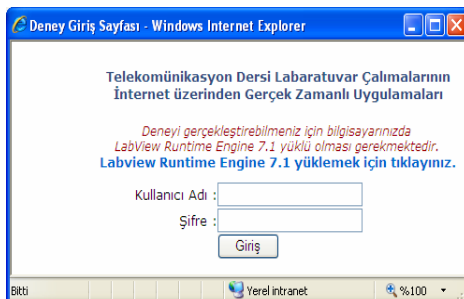 Deney Giriş Sayfası - Windows Internet Explorer
Telekomünikasyon Dersi Labaratuvar Çalımalarının
İnternet üzerinden Gerçek Zamanlı Uygulamaları
Deneyi gerçekleştirebilmeniz için bilgisayarınızda
LabView Runtime Engine 7.1 yüklü olması gerekmektedir.
Labview Runtime Engine 7.1 yüklemek için tıklayınız.
Kullanıcı Adı :
Şifre :
Giriş
Bitti Yerel intranet %100